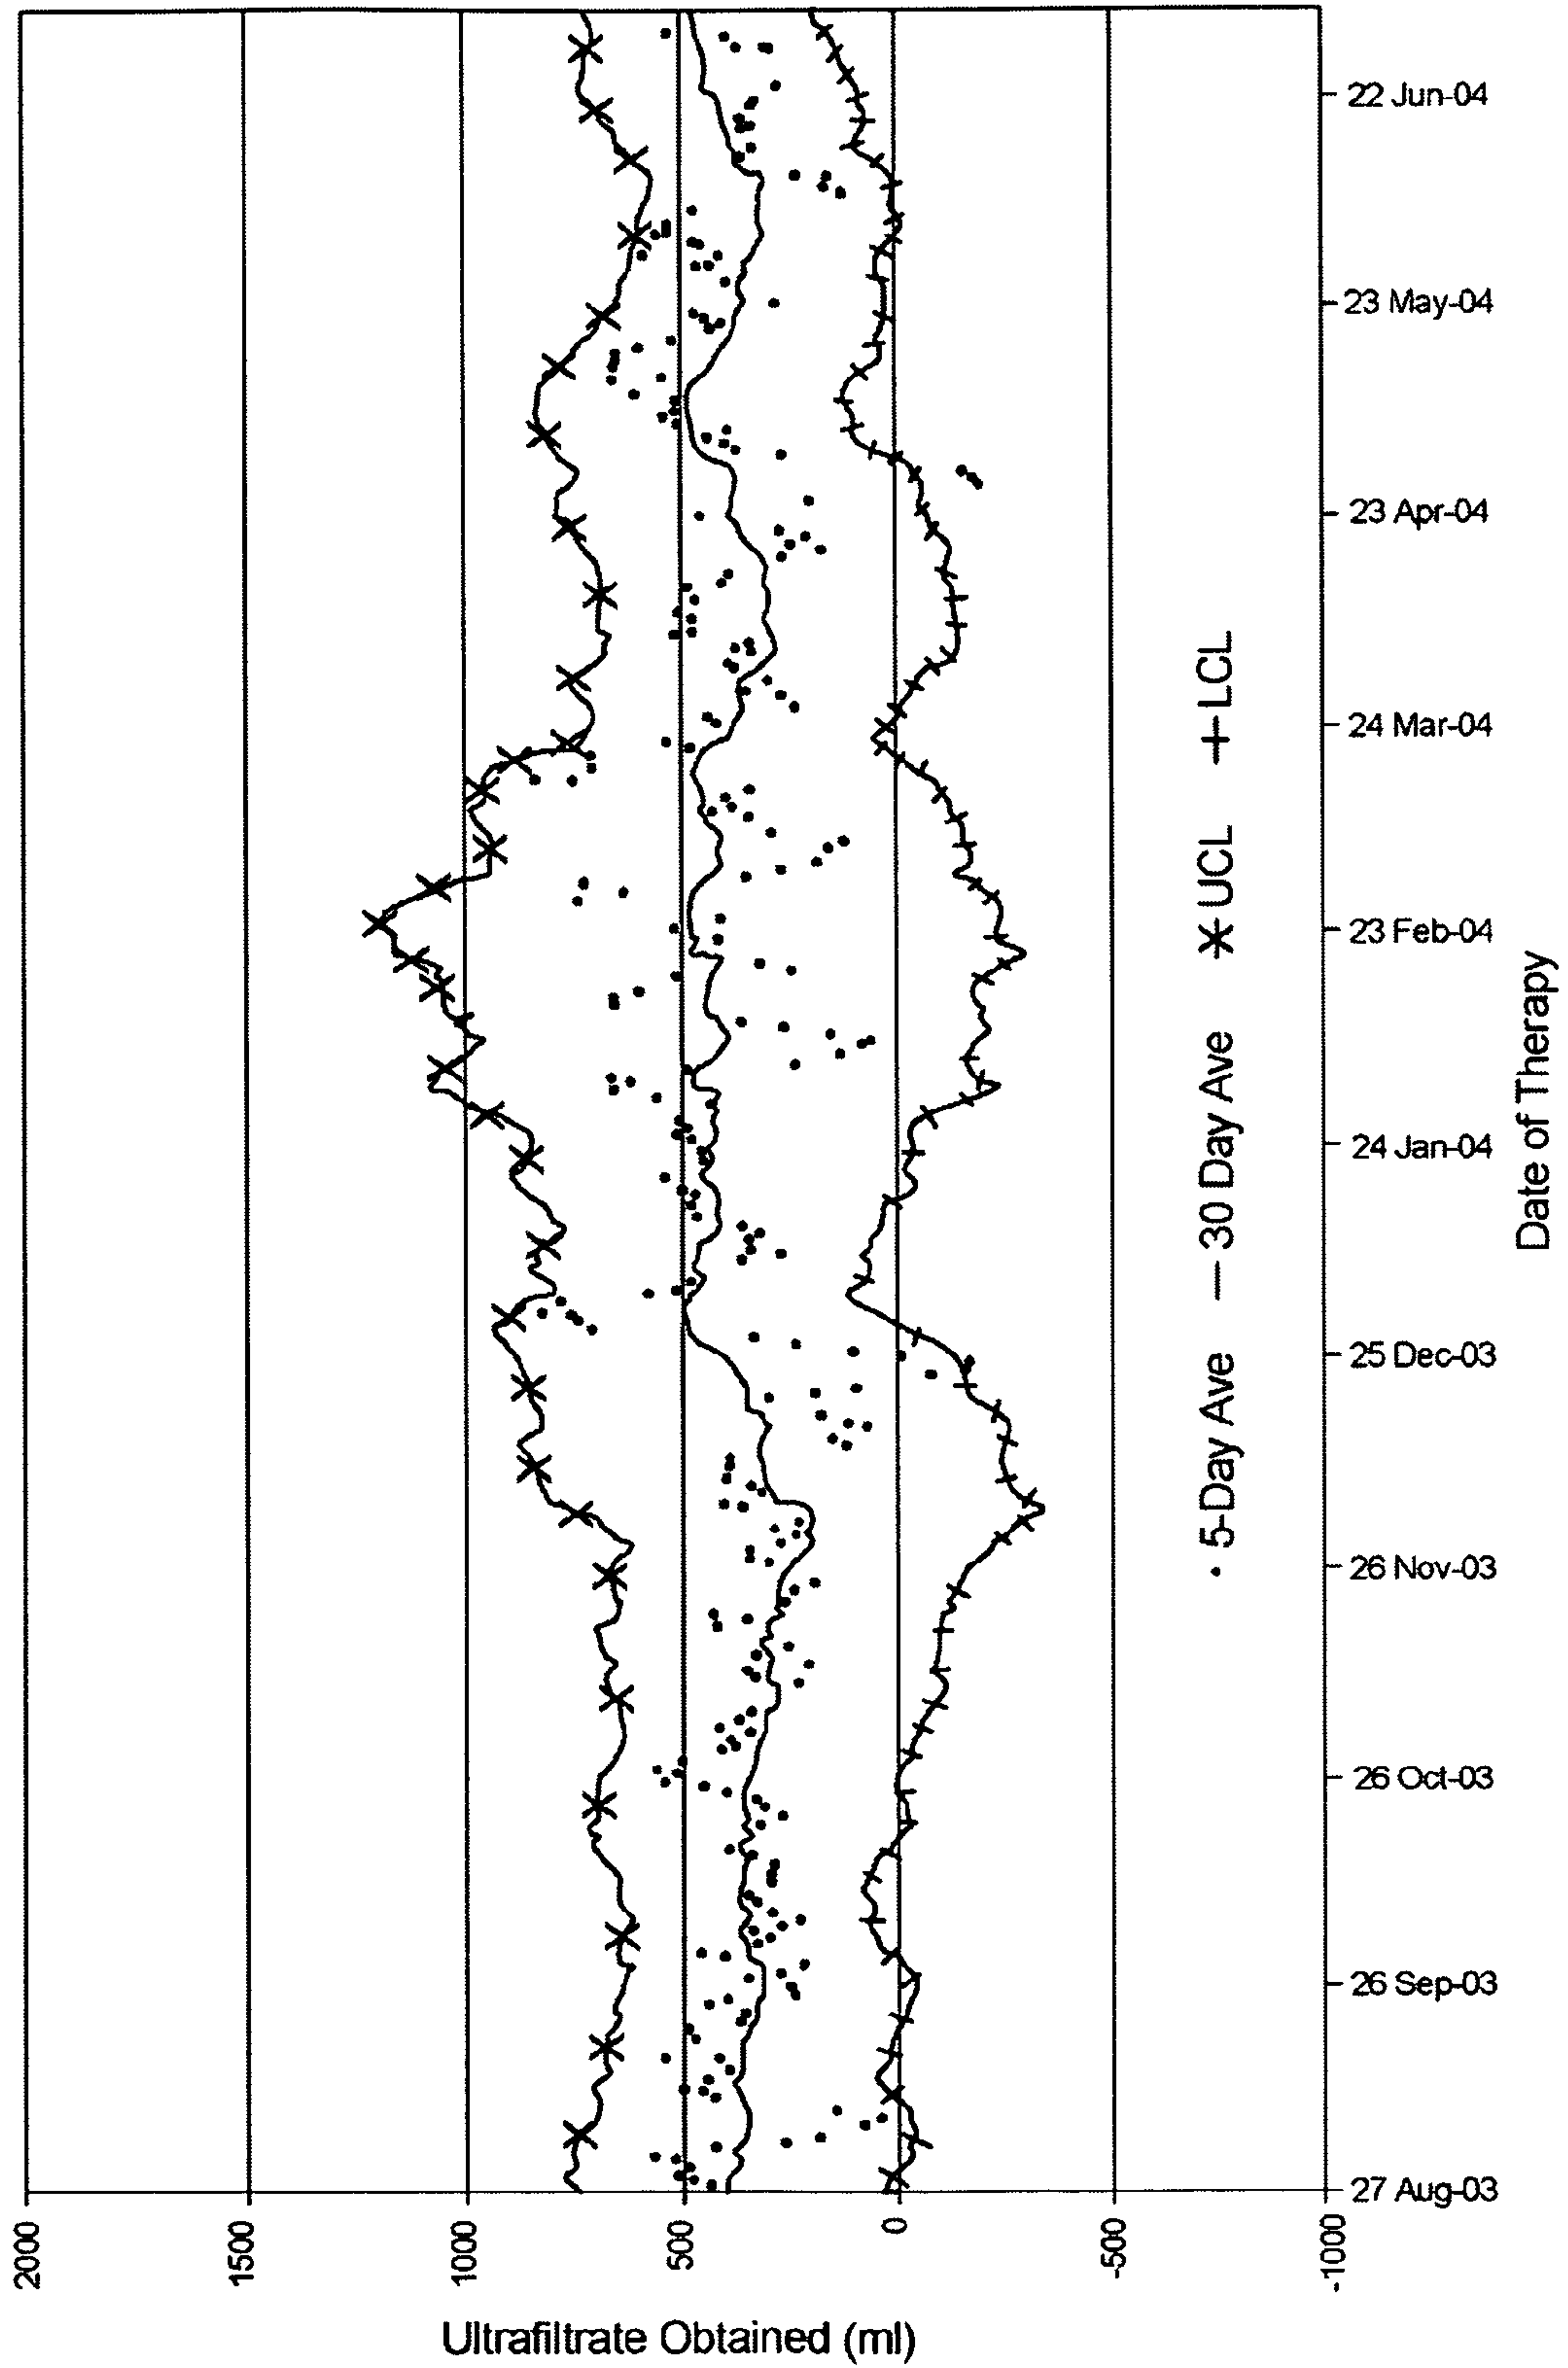 Ultrafiltrate Obtained (ml)
2000
1500
1000
500
0
-500
-1000
27 Aug-03
26 Sep-03
26 Oct-03
26 Nov-03
25 Dec-03
24 Jan-04
23 Feb-04
24 Mar-04
23 Apr-04
23 May-04
22 Jun-04
5-Day Ave 30 Day Ave UCL LCL
Date of Therapy